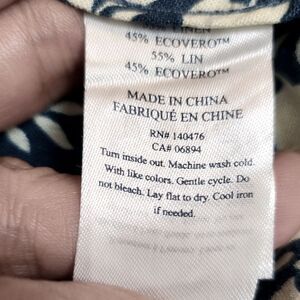 LINEN
45% ECOVERO™
55% LIN
45% ECOVERO™
MADE IN CHINA
FABRIQUÉ EN CHINE
RN# 140476
CA# 06894
Turn inside out. Machine wash cold.
With like colors. Gentle cycle. Do
not bleach. Lay flat to dry. Cool iron
if needed.